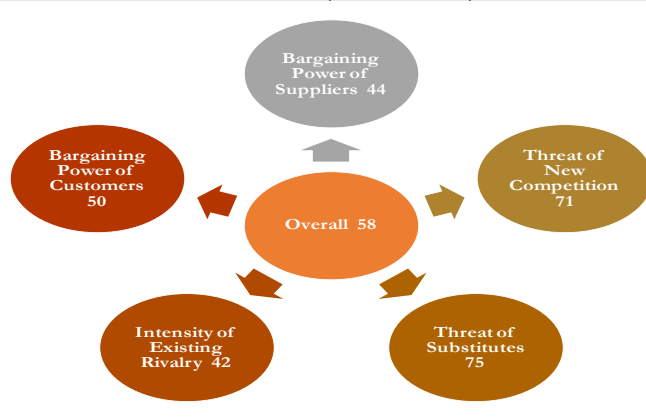 Bargaining
Power of
Suppliers 44
Bargaining
Power of
Customers
50
Threat of
New
Competition
71
Overall 58
Intensity of
Existing
Rivalry 42
Threat of
Substitutes
75